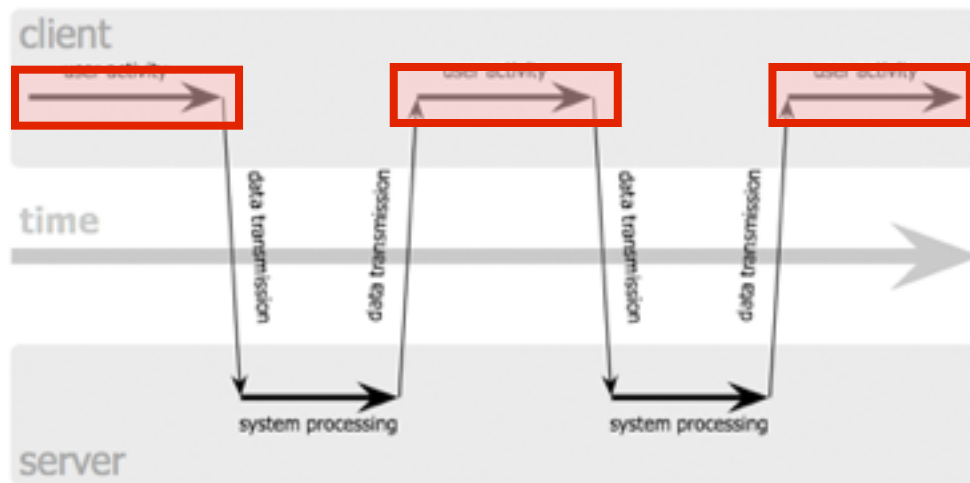 client
user activity
user activity
user activity
data transmission
data transmission
data transmission
data transmission
time
system processing
system processing
server